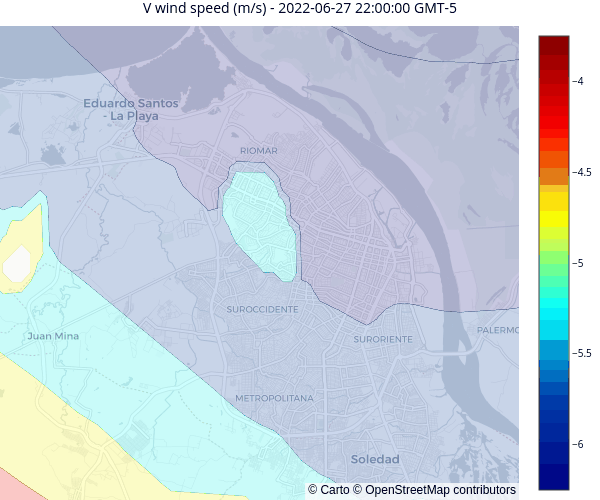 V wind speed (m/s) - 2022-06-27 22:00:00 GMT-5
−4
Eduardo Santos
- La Playa
RIOMAR
−4.5
−5
SUROCCIDENTE
PALERMO
Juan Mina
SURORIENTE
−5.5
METROPOLITANA
−6
Soledad
© Carto © OpenStreetMap contributors